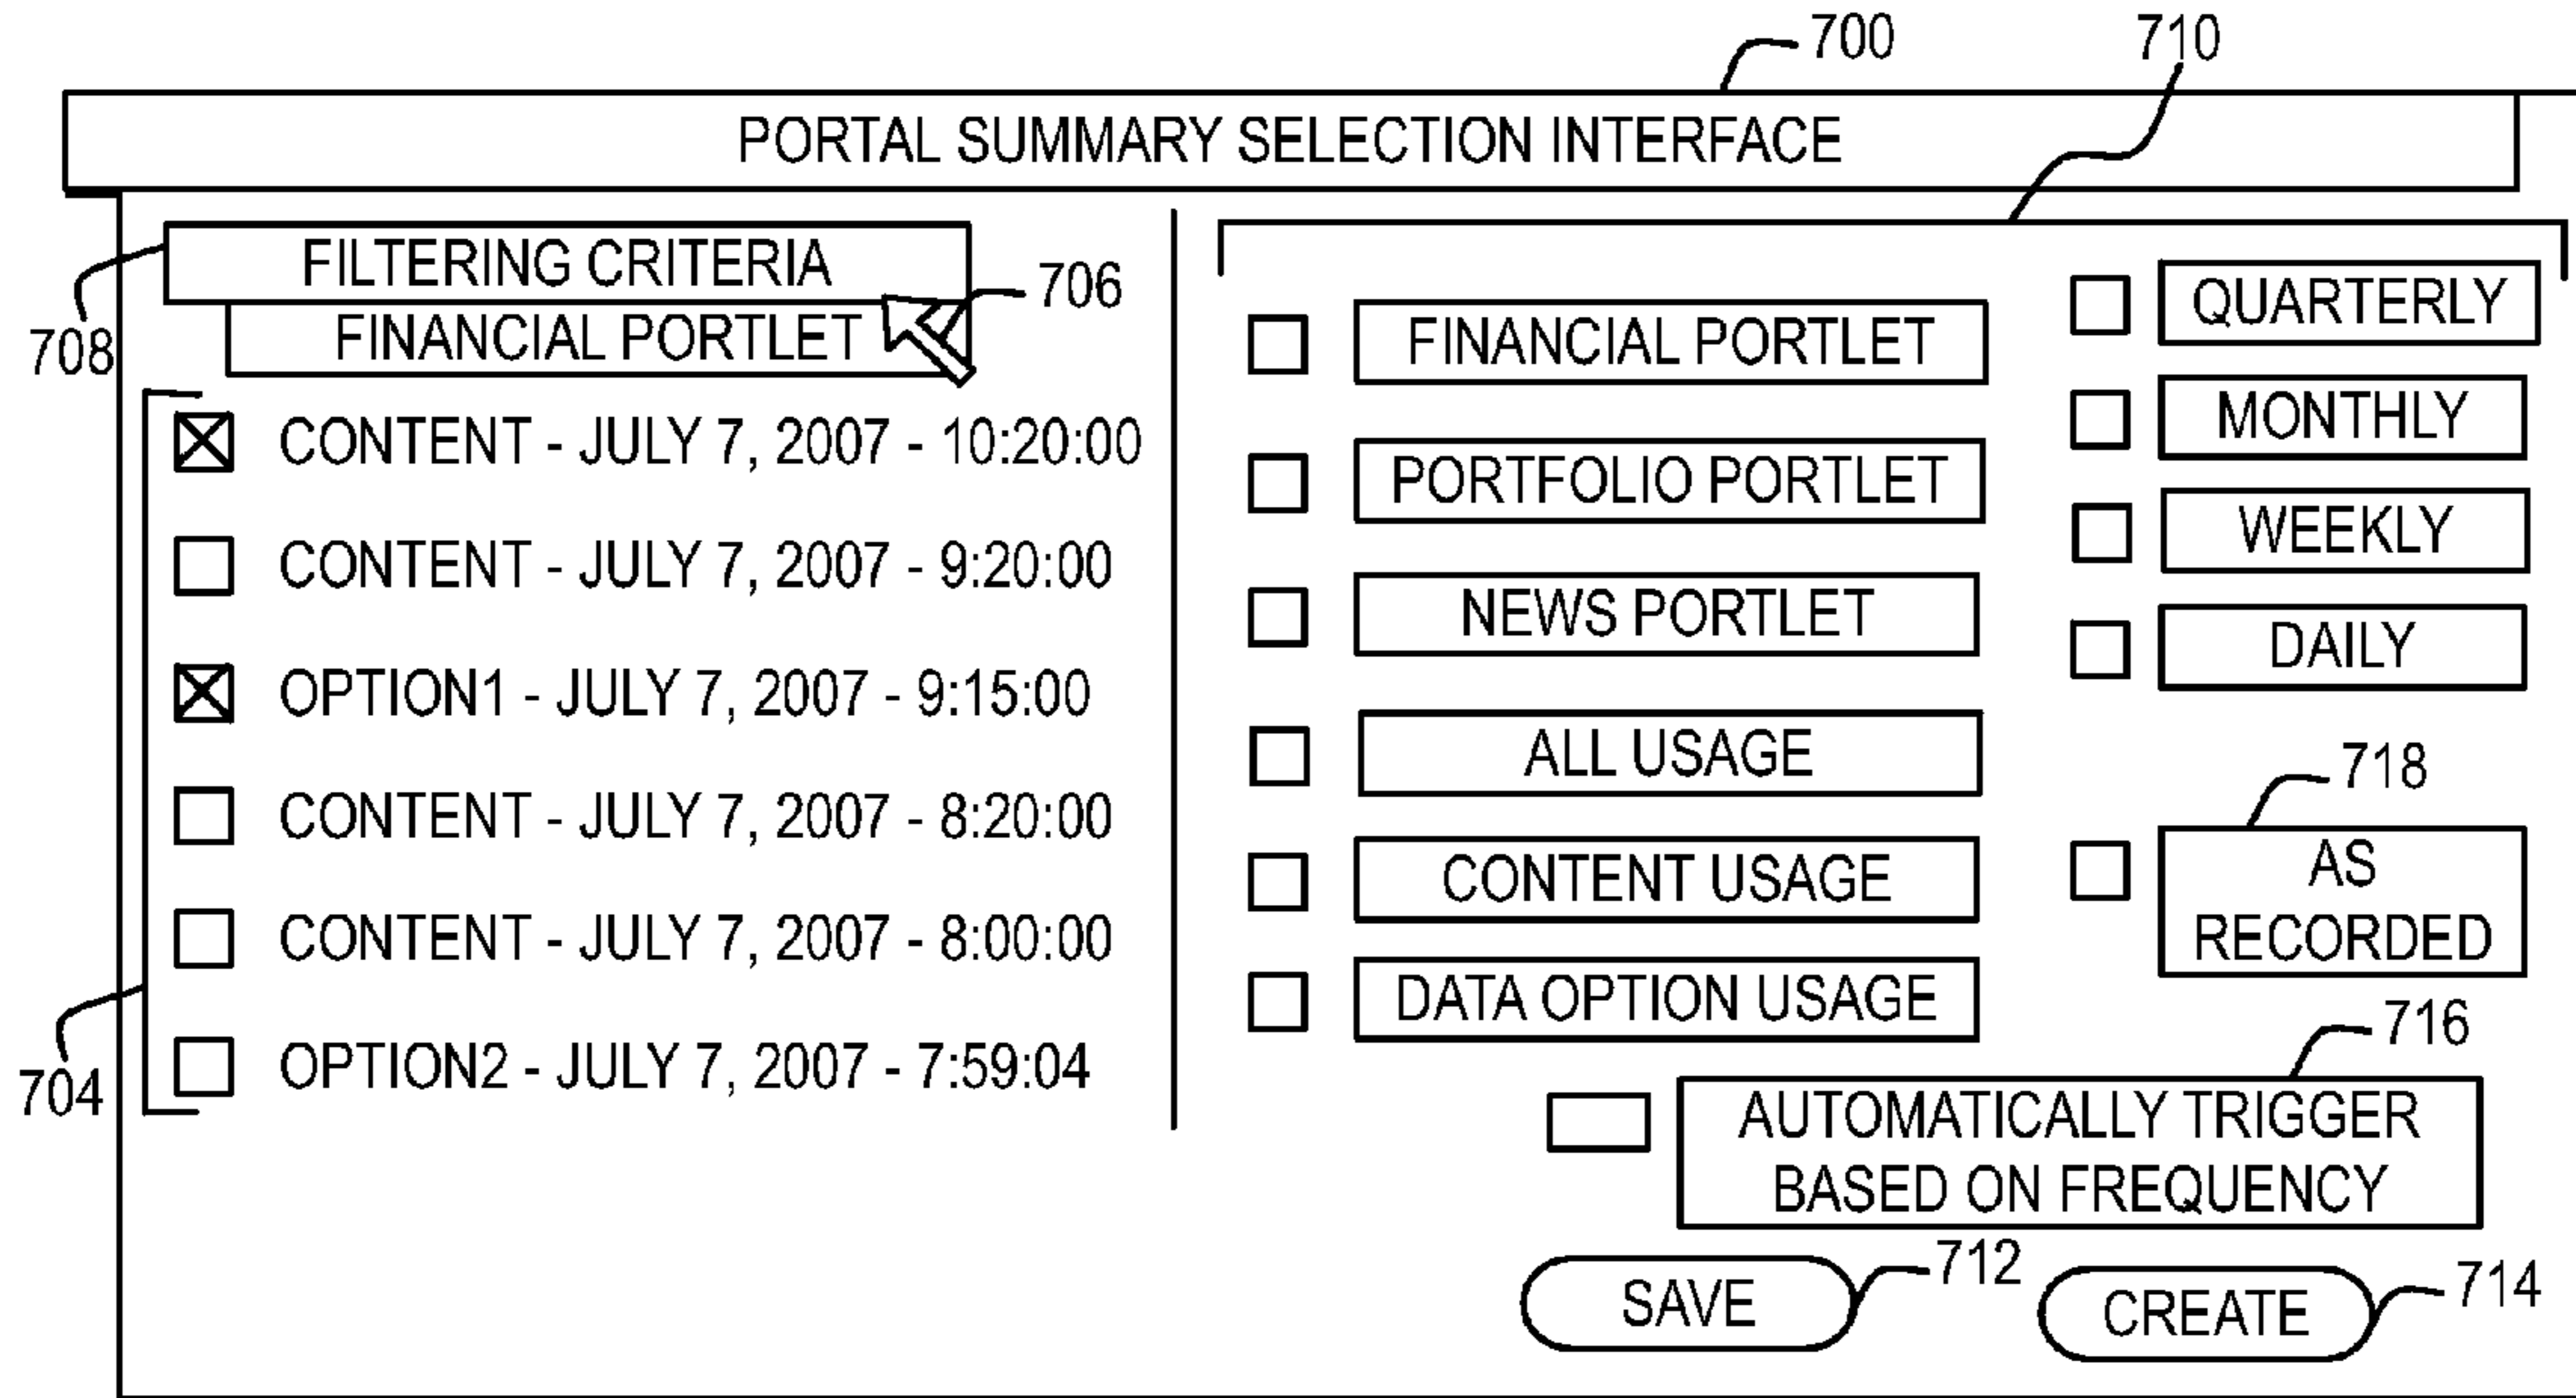 700
710
PORTAL SUMMARY SELECTION INTERFACE
FILTERING CRITERIA
706
FINANCIAL PORTLET
708
CONTENT - JULY 7, 2007 - 10:20:00
CONTENT - JULY 7, 2007 - 9:20:00
OPTION1 - JULY 7, 2007 - 9:15:00
CONTENT - JULY 7, 2007 - 8:20:00
CONTENT - JULY 7, 2007 - 8:00:00
OPTION2 - JULY 7, 2007 - 7:59:04
704
FINANCIAL PORTLET
PORTFOLIO PORTLET
NEWS PORTLET
ALL USAGE
CONTENT USAGE
DATA OPTION USAGE
QUARTERLY
MONTHLY
WEEKLY
DAILY
718
AS
RECORDED
716
AUTOMATICALLY TRIGGER
BASED ON FREQUENCY
SAVE
712
CREATE
714